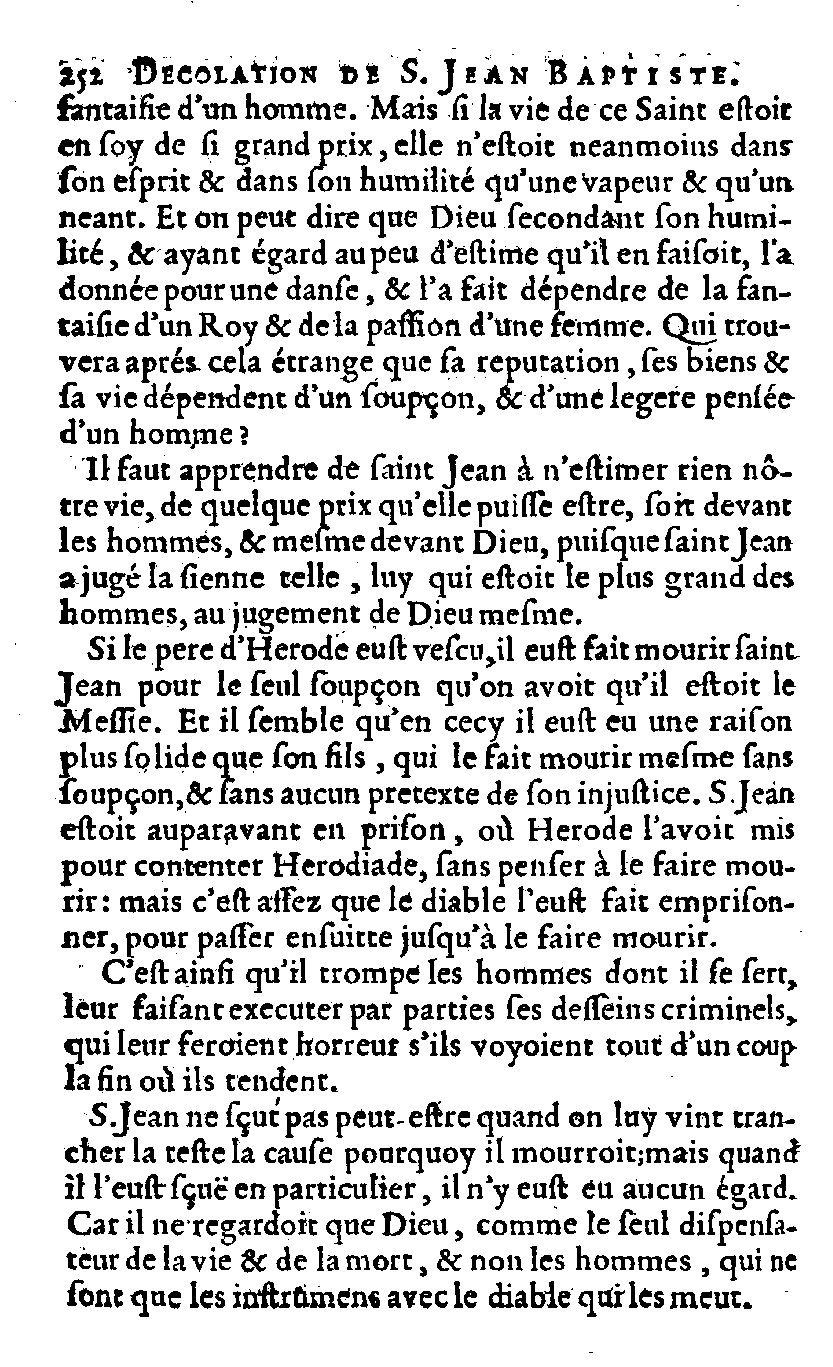 252 DECOLATION DE S. JEAN BAPTISTE.
fantaiſie d'un homme. Mais ſi la vie de ce Saint eſtoit
en ſoy de ſi grand prix, elle n'eſtoit neanmoins dans
ſon eſprit & dans ſon humilité qu'une vapeur & qu'un
neant. Et on peut dire que Dieu ſecondant ſon humi-
lité, & ayant égard au peu d'eſtime qu'il en faiſoit, l'a
donnée pour une danſe, & l'a fait dépendre de la fan-
taiſie d'un Roy & de la paſſion d'une femme. Qui trou-
vera aprés cela étrange que ſa reputation, ſes biens &
ſa vie dépendent d'un ſoupçon, & d'une legere penſée
d'un homme?
Il faut apprendre de ſaint Jean à n'eſtimer rien nô-
tre vie, de quelque prix qu'elle puiſſe eſtre, ſoit devant
les hommes, & meſme devant Dieu, puiſque ſaint Jean
a jugé la ſienne telle, luy qui eſtoit le plus grand des
hommes, au jugement de Dieu meſme.
Si le pere d'Herode euſt veſcu, il euſt fait mourir ſaint
Jean pour le ſeul ſoupçon qu'on avoit qu'il eſtoit le
Meſſie. Et il ſemble qu'en cecy il euſt eu une raiſon
plus ſolide que ſon fils, qui le fait mourir meſme ſans
ſoupçon, & ſans aucun pretexte de ſon injuſtice. S. Jean
eſtoit auparavant en priſon, où Herode l'avoit mis
pour contenter Herodiade, ſans penſer à le faire mou-
rir: mais c'eſt aſſez que le diable l'euſt fait empriſon-
ner, pour paſſer enſuitte juſqu'à le faire mourir.
C'eſt ainſi qu'il trompe les hommes dont il ſe ſert,
leur faiſant executer par parties ſes deſſeins criminels,
qui leur feroient horreur s'ils voyoient tout d'un coup
la fin où ils tendent.
S. Jean ne ſçut pas peut-eſtre quand on luy vint tran-
cher la teſte la cauſe pourquoy il mourroit; mais quand
il l'euſt ſçuë en particulier, il n'y euſt eu aucun égard.
Car il ne regardoit que Dieu, comme le ſeul diſpenſa-
teur de la vie & de la mort, & non les hommes, qui ne
ſont que les inſtrumens avec le diable qui les meut.